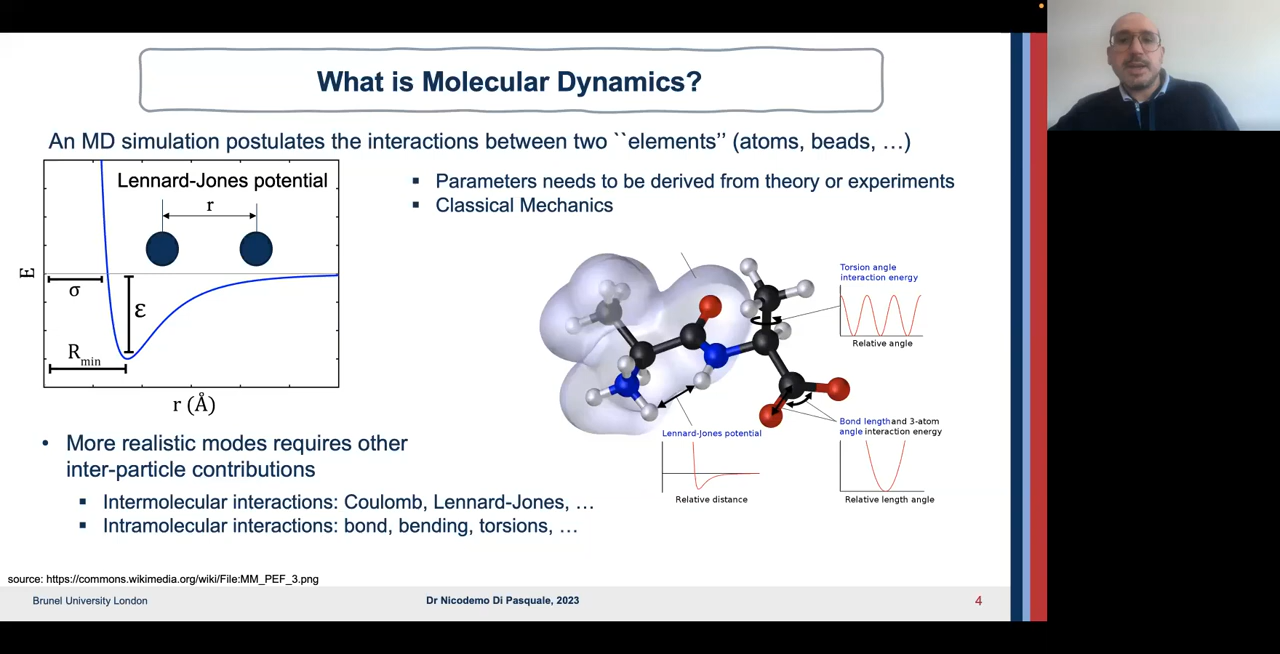 What is Molecular Dynamics?
An MD simulation postulates the interactions between two ``elements'' (atoms, beads, …)
Lennard-Jones potential
r
E
σ
ε
Rmin
r (Å)
▪ Parameters needs to be derived from theory or experiments
▪ Classical Mechanics
Torsion angle
interaction energy
Relative angle
Lennard-Jones potential
Relative distance
Bond lengthand 3-atom
angle interaction energy
Relative length angle
• More realistic modes requires other
inter-particle contributions
▪ Intermolecular interactions: Coulomb, Lennard-Jones, …
▪ Intramolecular interactions: bond, bending, torsions, …
source: https://commons.wikimedia.org/wiki/File:MM_PEF_3.png
Brunel University London
Dr Nicodemo Di Pasquale, 2023
4